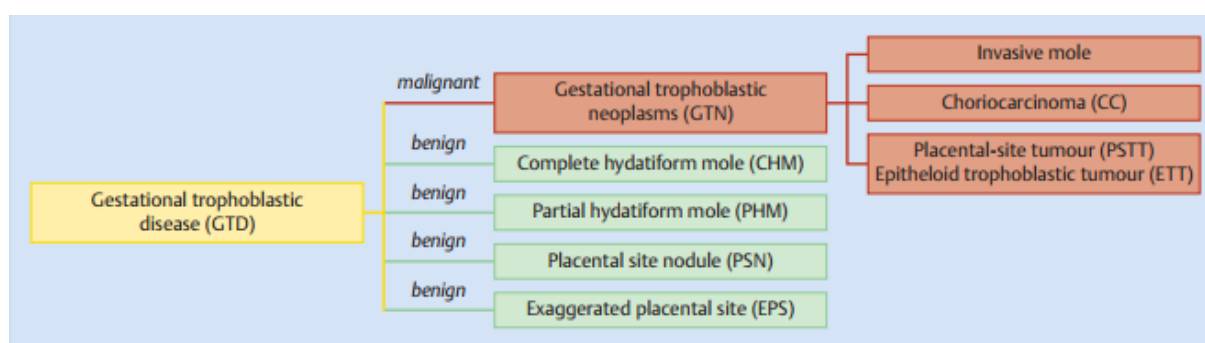 Gestational trophoblastic
disease (GTD)
malignant
Gestational trophoblastic
neoplasms (GTN)
Invasive mole
Choriocarcinoma (CC)
Placental-site tumour (PSTT)
Epitheloid trophoblastic tumour (ETT)
benign
Complete hydatiform mole (CHM)
benign
Partial hydatiform mole (PHM)
benign
Placental site nodule (PSN)
benign
Exaggerated placental site (EPS)